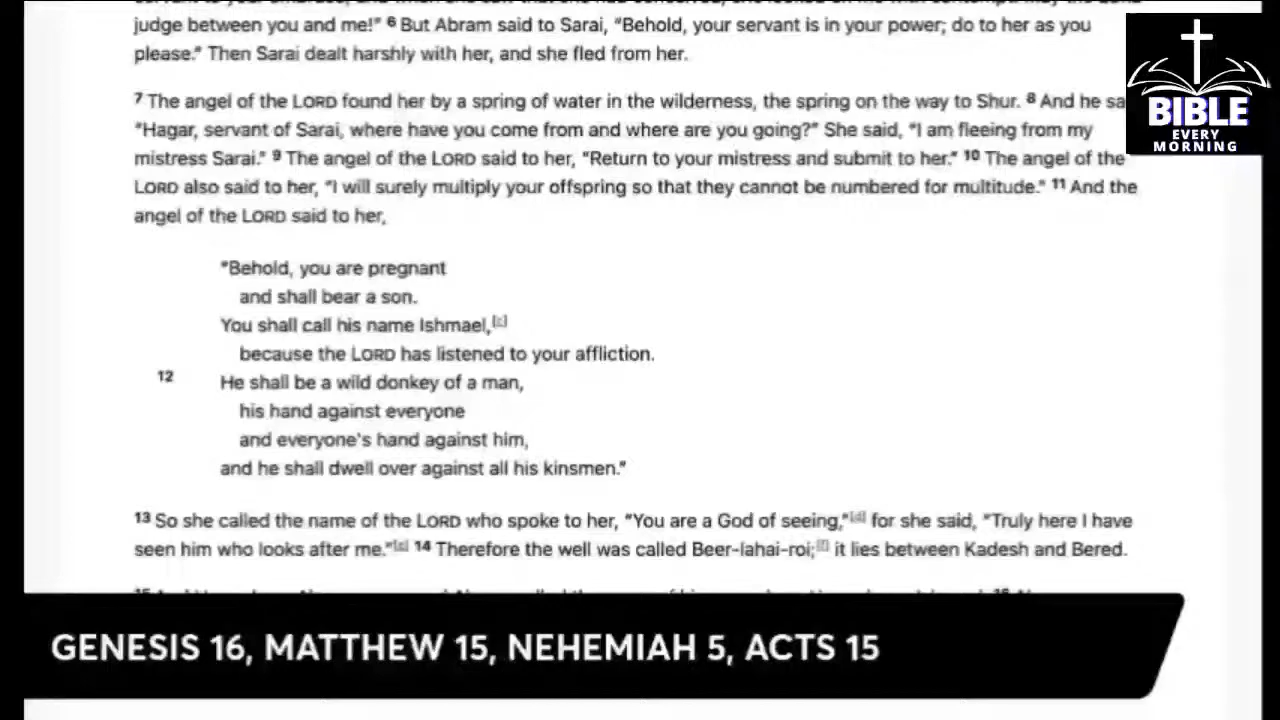 judge between you and me!” 6 But Abram said to Sarai, “Behold, your servant is in your power; do to her as you
please.” Then Sarai dealt harshly with her, and she fled from her.
7 The angel of the LORD found her by a spring of water in the wilderness, the spring on the way to Shur. 8 And he sa
“Hagar, servant of Sarai, where have you come from and where are you going?” She said, “I am fleeing from my
mistress Sarai.” 9 The angel of the LORD said to her, “Return to your mistress and submit to her.” 10 The angel of the
LORD also said to her, “I will surely multiply your offspring so that they cannot be numbered for multitude.” 11 And the
angel of the LORD said to her,
“Behold, you are pregnant
and shall bear a son.
You shall call his name Ishmael,[c]
because the LORD has listened to your affliction.
12 He shall be a wild donkey of a man,
his hand against everyone
and everyone's hand against him,
and he shall dwell over against all his kinsmen.”
13 So she called the name of the LORD who spoke to her, “You are a God of seeing,”[d] for she said, “Truly here I have
seen him who looks after me.”[e] 14 Therefore the well was called Beer-lahai-roi;[f] it lies between Kadesh and Bered.
BIBLE
EVERY
MORNING
GENESIS 16, MATTHEW 15, NEHEMIAH 5, ACTS 15